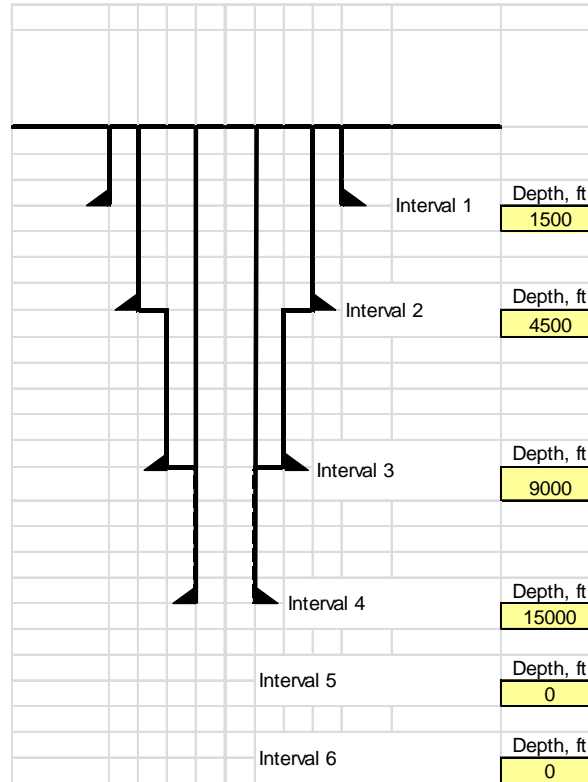 Depth, ft
Interval 1
1500
Depth, ft
Interval 2
4500
Depth, ft
Interval 3
9000
Depth, ft
Interval 4
15000
Depth, ft
Interval 5
0
Depth, ft
Interval 6
0